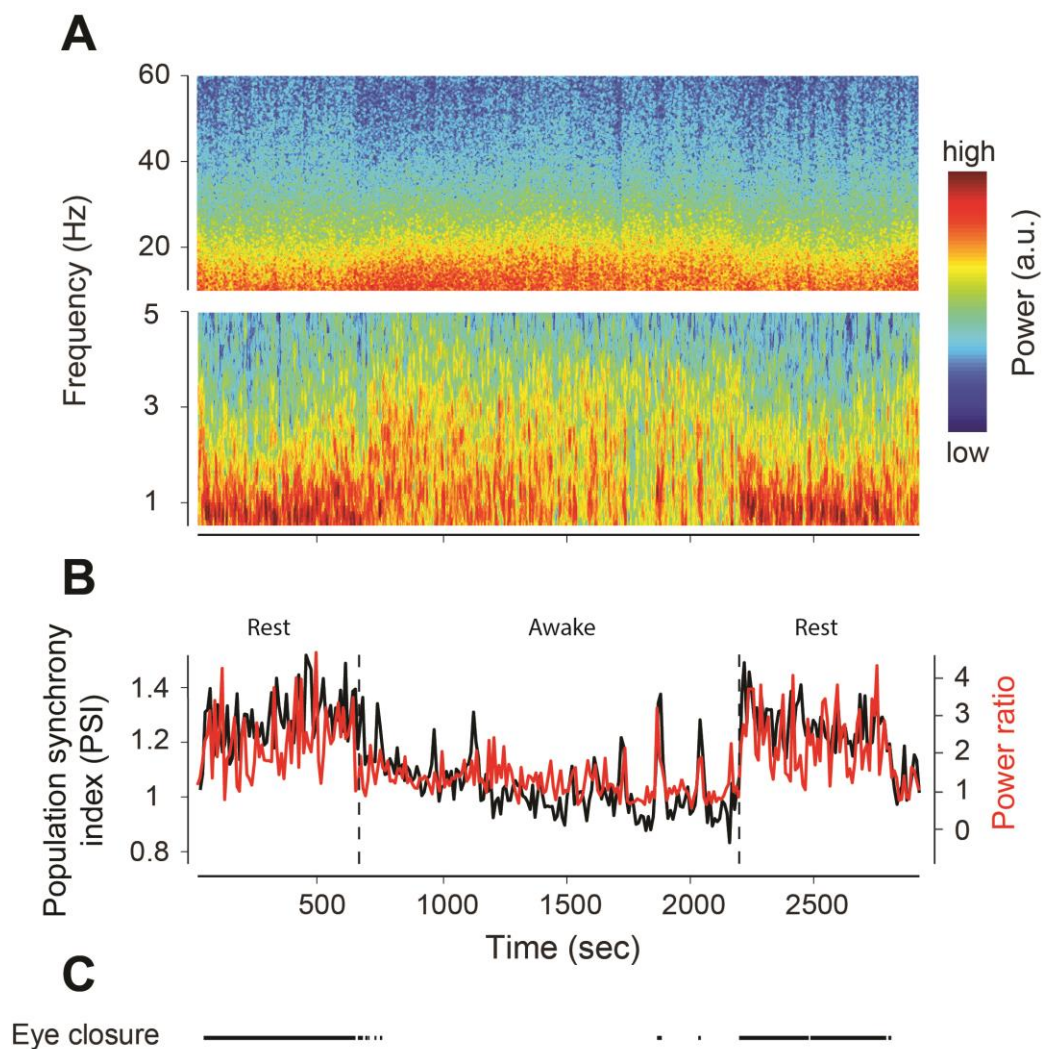 A
60
40
20
5
3
1
Frequency (Hz)
high
low
Power (a.u.)
B
Rest
Awake
Rest
Population synchrony
index (PSI)
1.4
1.2
1
0.8
4
3
2
1
0
Power ratio
500
1000
1500
2000
2500
Time (sec)
C
Eye closure